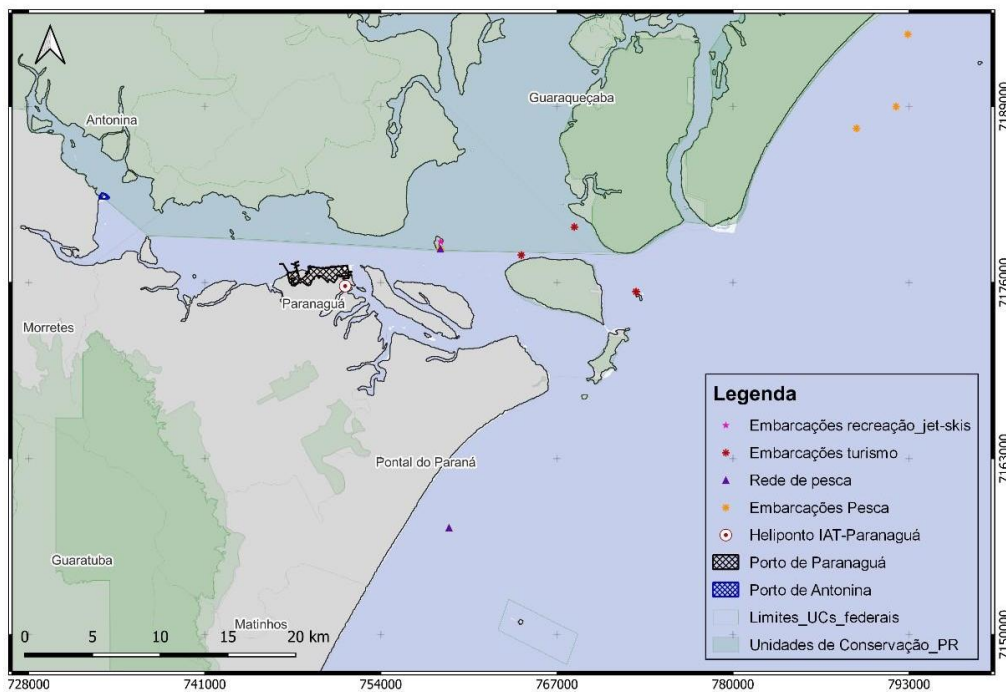 Guaraqueçaba
Antonina
Paranaguá
Morretes
Pontal do Paraná
Guaratuba
Matinhos
0 5 10 15 20 km
Legenda
Embarcações recreação_jet-skis
Embarcações turismo
Rede de pesca
Embarcações Pesca
Heliponto IAT-Paranaguá
Porto de Paranaguá
Porto de Antonina
Limites_UCs_federais
Unidades de Conservação_PR
7189000
7176000
7163000
7150000
728000 741000 754000 767000 780000 793000